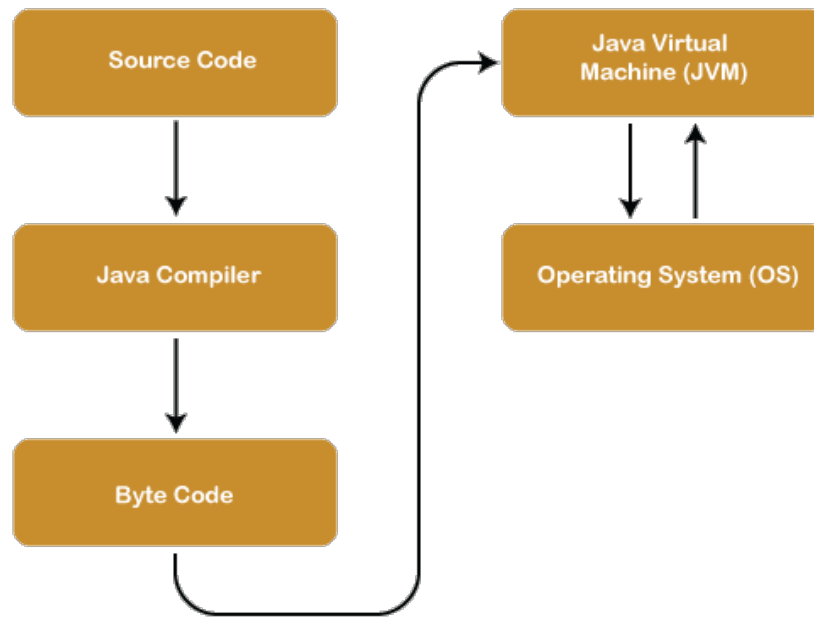 Source Code
Java Compiler
Byte Code
Java Virtual
Machine (JVM)
Operating System (OS)